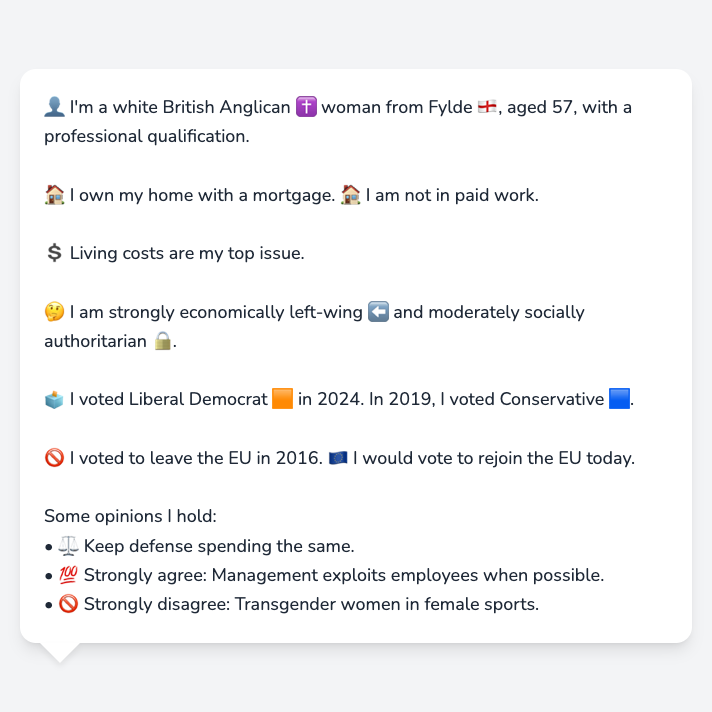 👤 I'm a white British Anglican ✝️ woman from Fylde 🏴󠁧󠁢󠁥󠁮󠁧󠁿, aged 57, with a
professional qualification.
🏠 I own my home with a mortgage. 🏠 I am not in paid work.
💲 Living costs are my top issue.
🤔 I am strongly economically left-wing ⬅️ and moderately socially
authoritarian 🔒.
🗳️ I voted Liberal Democrat 🟧 in 2024. In 2019, I voted Conservative 🟦.
🚫 I voted to leave the EU in 2016. 🇪🇺 I would vote to rejoin the EU today.
Some opinions I hold:
• ⚖️ Keep defense spending the same.
• 💯 Strongly agree: Management exploits employees when possible.
• 🚫 Strongly disagree: Transgender women in female sports.